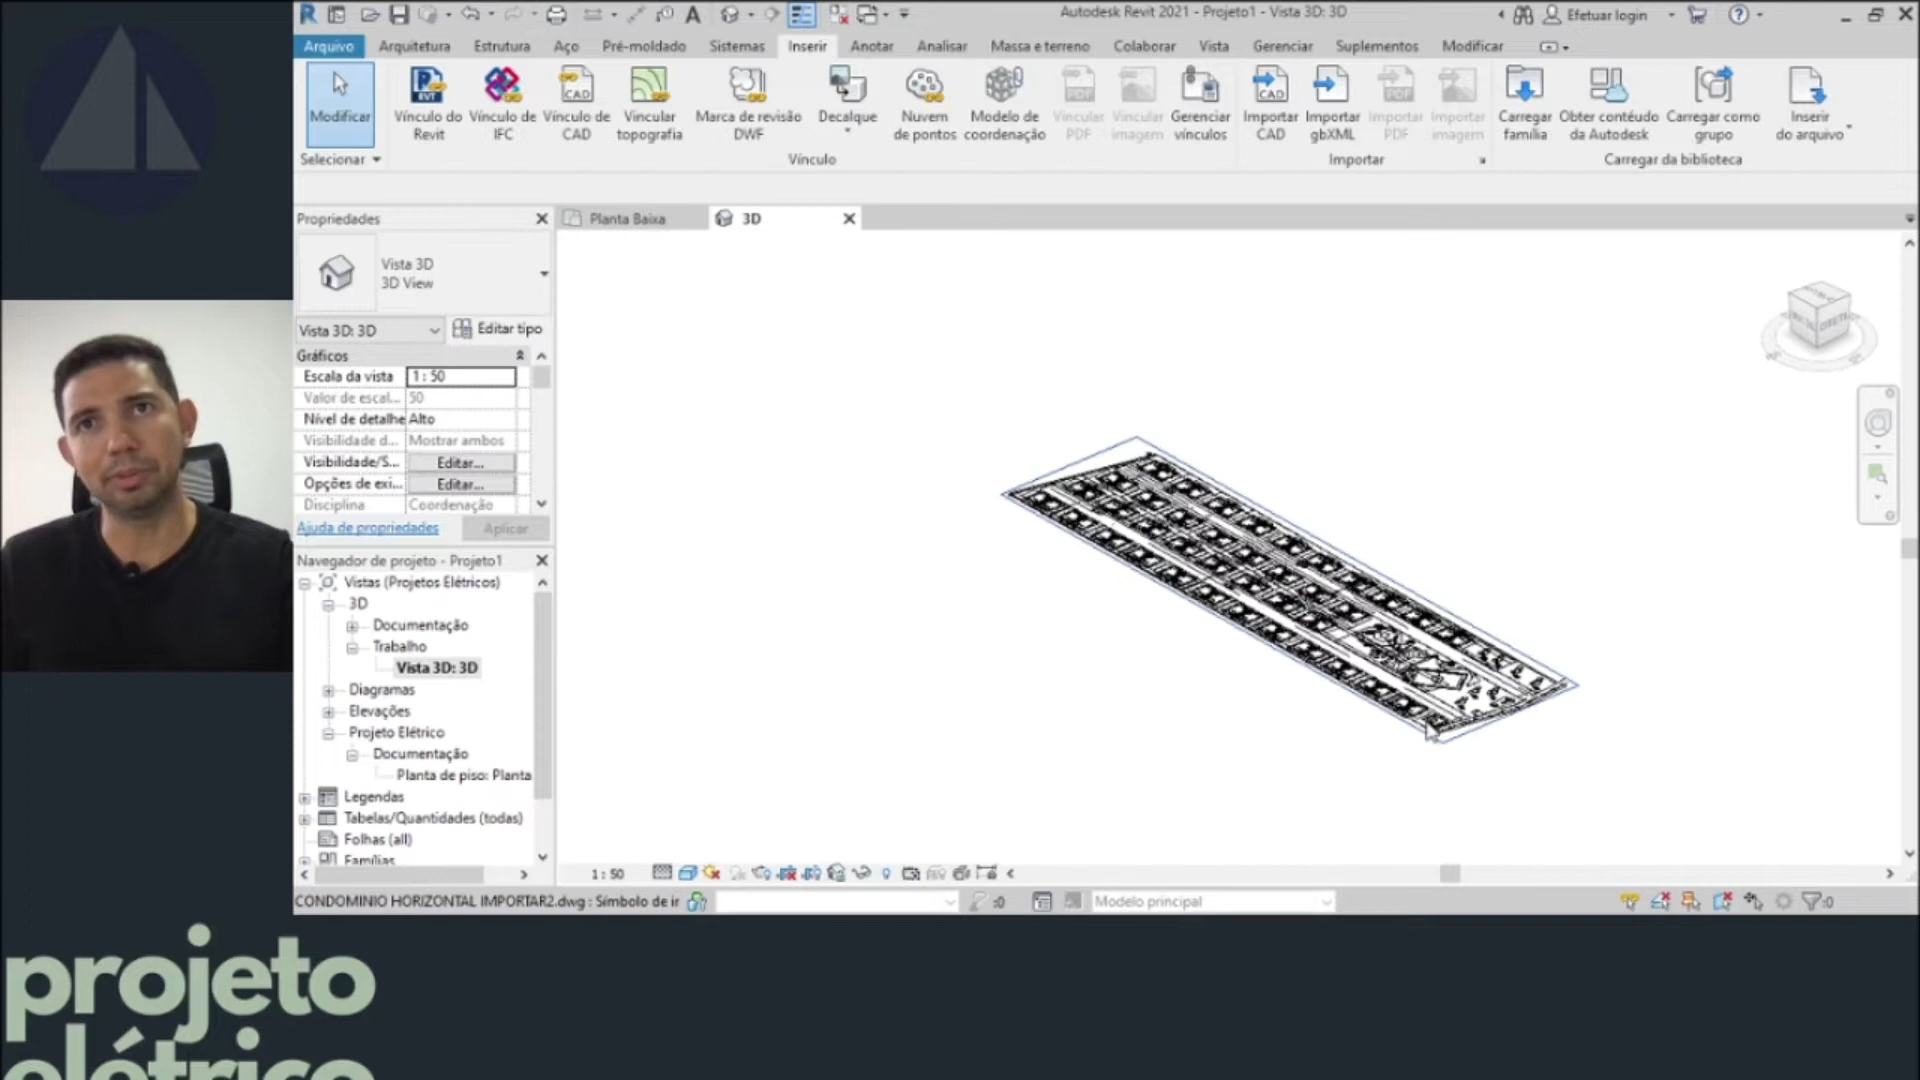 Autodesk Revit 2021 - Projeto1 - Vista 3D: 3D
Efetuar login
Arquivo Arquitetura Estrutura Aço Pré-moldado Sistemas Inserir Anotar Analisar Massa e terreno Colaborar Vista Gerenciar Suplementos Modificar
Modificar
Vínculo do Revit
Vínculo de IFC
Vínculo de CAD
Vincular topografia
Marca de revisão DWF
Decalque
Nuvem de pontos
Modelo de coordenação
Vincular PDF
Vincular imagem
Gerenciar vínculos
Importar CAD
Importar gbXML
Importar PDF
Importar imagem
Carregar família
Obter conteúdo da Autodesk
Carregar como grupo
Inserir do arquivo
Selecionar
Vínculo
Importar
Carregar da biblioteca
Propriedades
Planta Baixa
3D
Vista 3D
3D View
Vista 3D: 3D
Editar tipo
Gráficos
Escala da vista 1 : 50
Valor de escal... 50
Nível de detalhe Alto
Visibilidade d... Mostrar ambos
Visibilidade/S... Editar...
Opções de exi... Editar...
Disciplina Coordenação
Ajuda de propriedades
Aplicar
Navegador de projeto - Projeto1
Vistas (Projetos Elétricos)
3D
Documentação
Trabalho
Vista 3D: 3D
Diagramas
Elevações
Projeto Elétrico
Documentação
Planta de piso: Planta
Legendas
Tabelas/Quantidades (todas)
Folhas (all)
Famílias
1 : 50
CONDOMINIO HORIZONTAL IMPORTAR2.dwg : Símbolo de ir
:0
Modelo principal
:0
projeto
elétrico